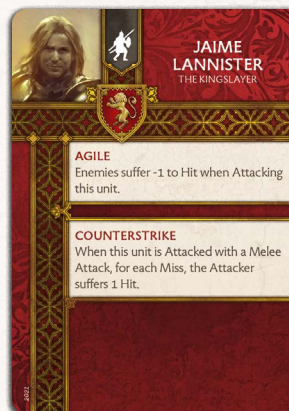 JAIME
LANNISTER
THE KINGSLAYER
AGILE
Enemies suffer -1 to Hit when Attacking
this unit.
COUNTERSTRIKE
When this unit is Attacked with a Melee
Attack, for each Miss, the Attacker
suffers 1 Hit.
2021